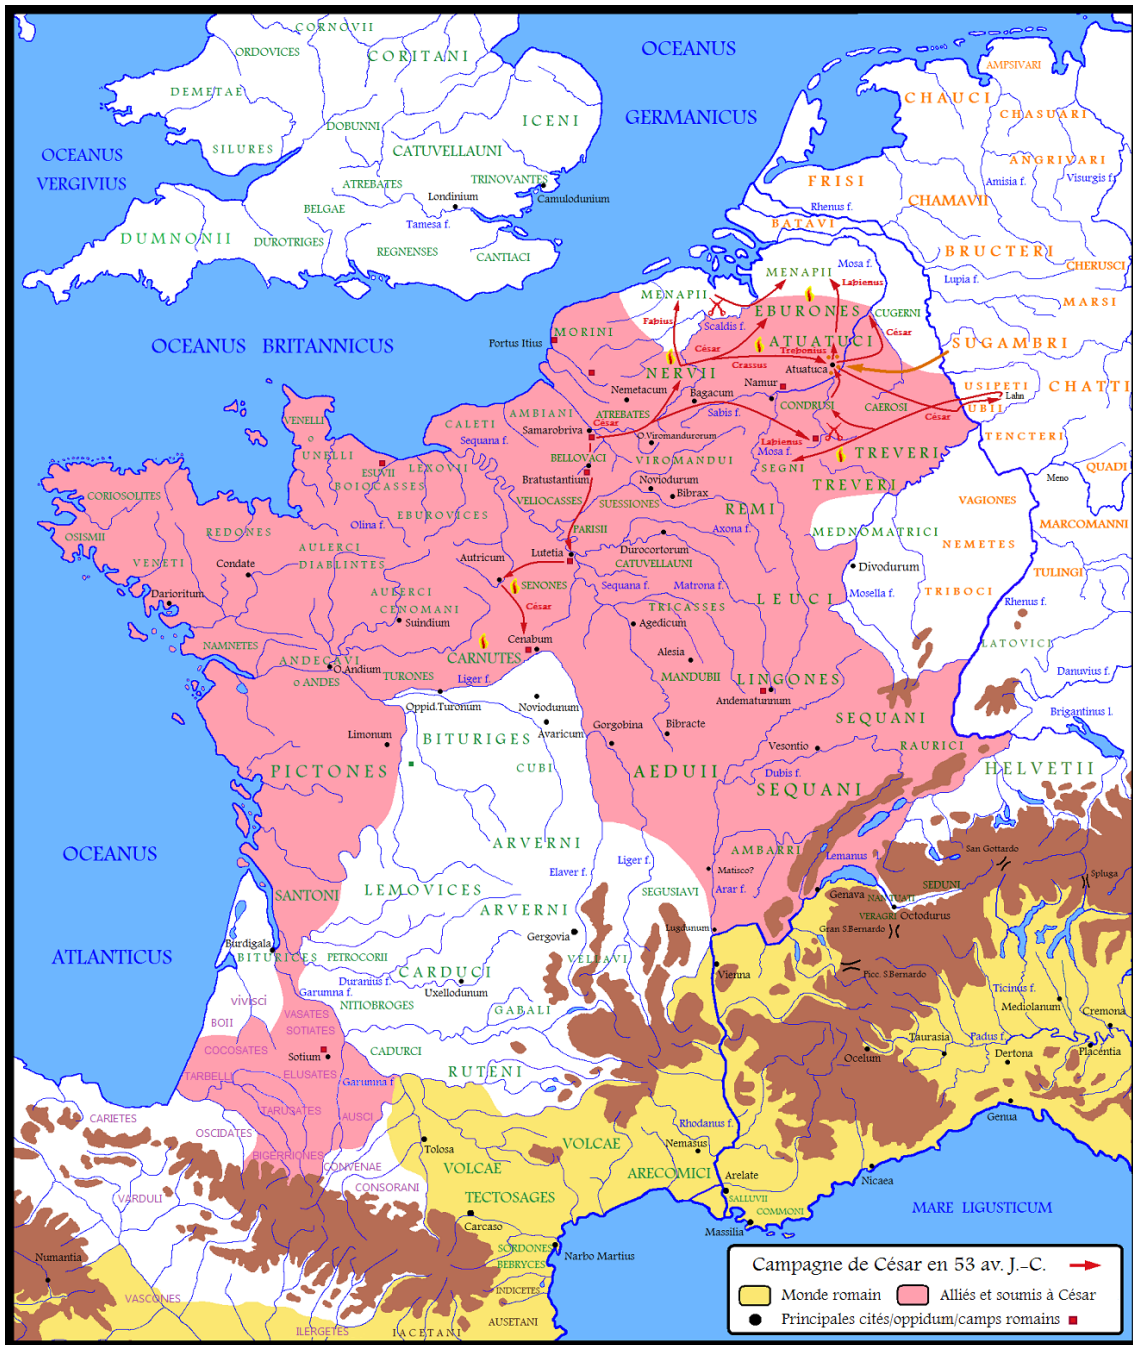 CORNOVII
ORDOVICES
CORITANI
OCEANUS
GERMANICUS
AMPSIVARI
CHAUCI
CHASUARI
DEMETAE
ICENI
DOBUNNI
SILURES
CATUVELLAUNI
OCEANUS
VERGIVIUS
ATREBATES
TRINOVANTES
Londinium
Camulodunum
BELGAE
Tamesa f.
DUMNONII
DUROTRIGES
REGNENSES
CANTIACI
ANGRIVARI
FRISI
Amisia f.
Visurgis f.
CHAMAVII
Rhenus f.
BATAVI
BRUCTERI
CHERUSCI
Mosa f.
MENAPII
Labienus
Lupia f.
MARSI
MENAPII
EBURONES
CUGERNI
Fabius
Scaldis f.
MORINI
César
ATUATUCI
Trebonius
César
SUGAMBRI
OCEANUS BRITANNICUS
Portus Itius
Crassus
Atuatuca
NERVII
Namur
USIPETI
CHATTI
Lahn
UBII
Nemetacum
Bagacum
CONDRUSI
CAEROSI
César
AMBIANI
ATREBATES
César
Sabis f.
VENELLI
o
UNELLI
CALETI
Samarobriva
O.Viromandurorum
Labienus
TENCTERI
Sequana f.
Mosa f.
TREVERI
BELLOVACI
VIROMANDUI
SEGNI
QUADI
ESUVII
LEXOVII
BOIOCASSES
Bratustantium
Noviodurum
TREVERI
Meno
CORIOSOLITES
VELIOCASSES
SUESSIONES
Bibrax
VAGIONES
EBUROVICES
REMI
OSISMII
REDONES
Olina f.
PARISII
Axona f.
MEDNOMATRICI
MARCOMANNI
AULERCI
DIABLINTES
NEMETES
VENETI
Condate
Autricum
Lutetia
Durocortorum
CATUVELLAUNI
Divodurum
TULINGI
Darioritum
AULERCI
CENOMANI
SENONES
Sequana f.
Matrona f.
Mosella f.
TRIBOCI
Rhenus f.
LEUCI
César
TRICASSES
Suindium
Agedicum
NAMNETES
Cenabum
LATOVICI
ANDECAVI
o ANDES
O.Andium
CARNUTES
Alesia
MANDUBII
TURONES
Liger f.
LINGONES
Danuvius f.
Oppid.Turonum
Noviodunum
Andematunnum
Brigantinus l.
Avaricum
Gorgobina
Bibracte
SEQUANI
Limonum
BITURIGES
Vesontio
RAURICI
CUBI
PICTONES
AEDUII
Dubis f.
HELVETII
SEQUANI
ARVERNI
AMBARRI
San Gottardo
OCEANUS
Liger f.
Lemanus l.
Elaver f.
Matisco?
Spluga
LEMOVICES
SEGUSIAVI
Arar f.
Genava
SEDUNI
SANTONI
NANTUATI
ARVERNI
VERAGRI
Octodurus
Gergovia
Lugdunum
Gran S.Bernardo
Burdigala
ATLANTICUS
BITURICES
PETROCORII
VELLAVI
Vienna
CARDUCI
Picc. S.Bernardo
Duranius f.
Garumna f.
Uxellodunum
Ticinus f.
vivisci
NITIOBROGES
GABALI
Mediolanum
BOII
VASATES
SOTIATES
Cremona
Taurasia
Padus f.
COCOSATES
Sotium
CADURCI
Ocelum
Dertona
Placentia
TARBELLI
ELUSATES
Garumna f.
RUTENI
TARUSATES
AUSCI
Genua
CARIETES
OSCIDATES
Rhodanus f.
BIGERRIONES
Tolosa
VOLCAE
Nemasus
CONVENAE
VOLCAE
ARECOMICI
Arelate
Nicaea
VARDULI
CONSORANI
TECTOSAGES
SALLUVII
COMMONI
MARE LIGUSTICUM
Carcaso
Massilia
Numantia
SORDONES
BEBRYCES
Narbo Martius
VASCONES
INDICETES
AUSETANI
ILERGETES
IACETANI
Campagne de César en 53 av. J.-C.
Monde romain
Alliés et soumis à César
Principales cités/oppidum/camps romains